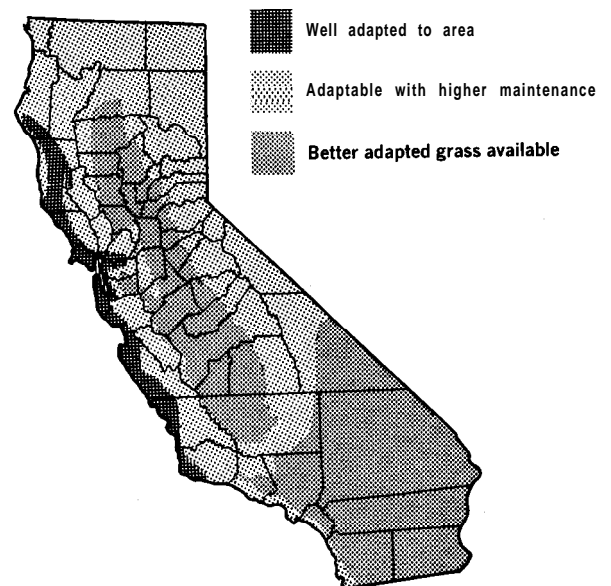 Well adapted to area
Adaptable with higher maintenance
Better adapted grass available